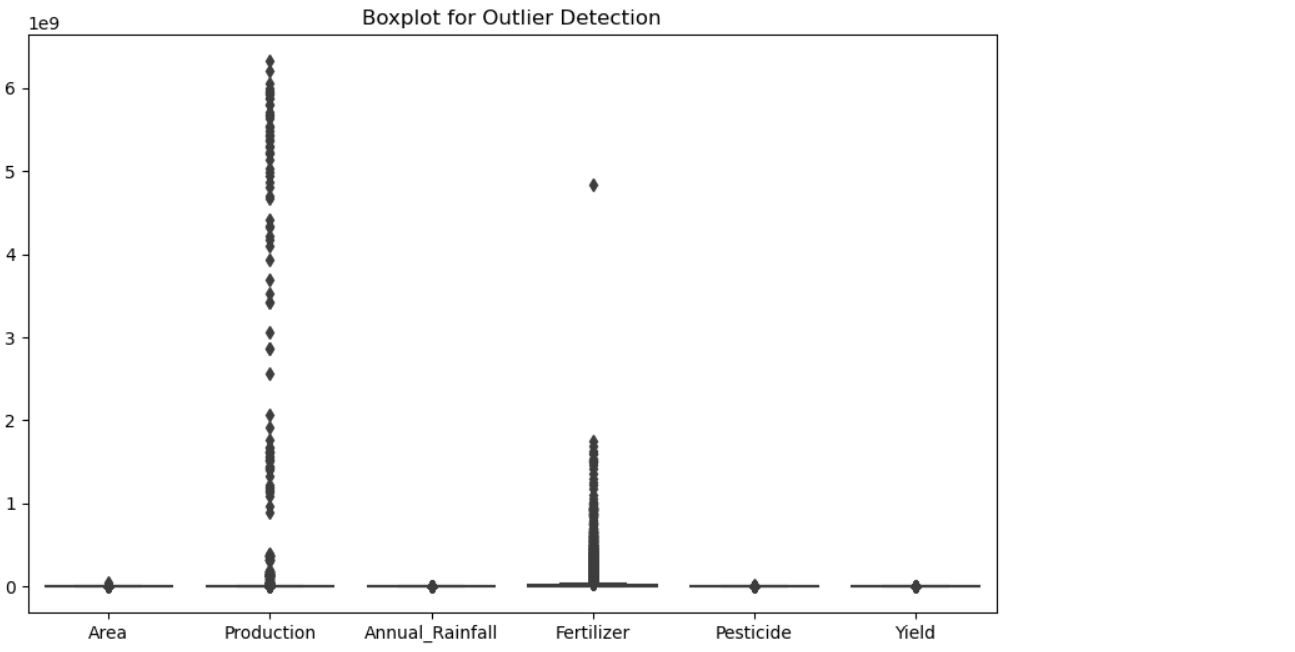 Boxplot for Outlier Detection
1e9
6
5
4
3
2
1
0
Area Production Annual_Rainfall Fertilizer Pesticide Yield